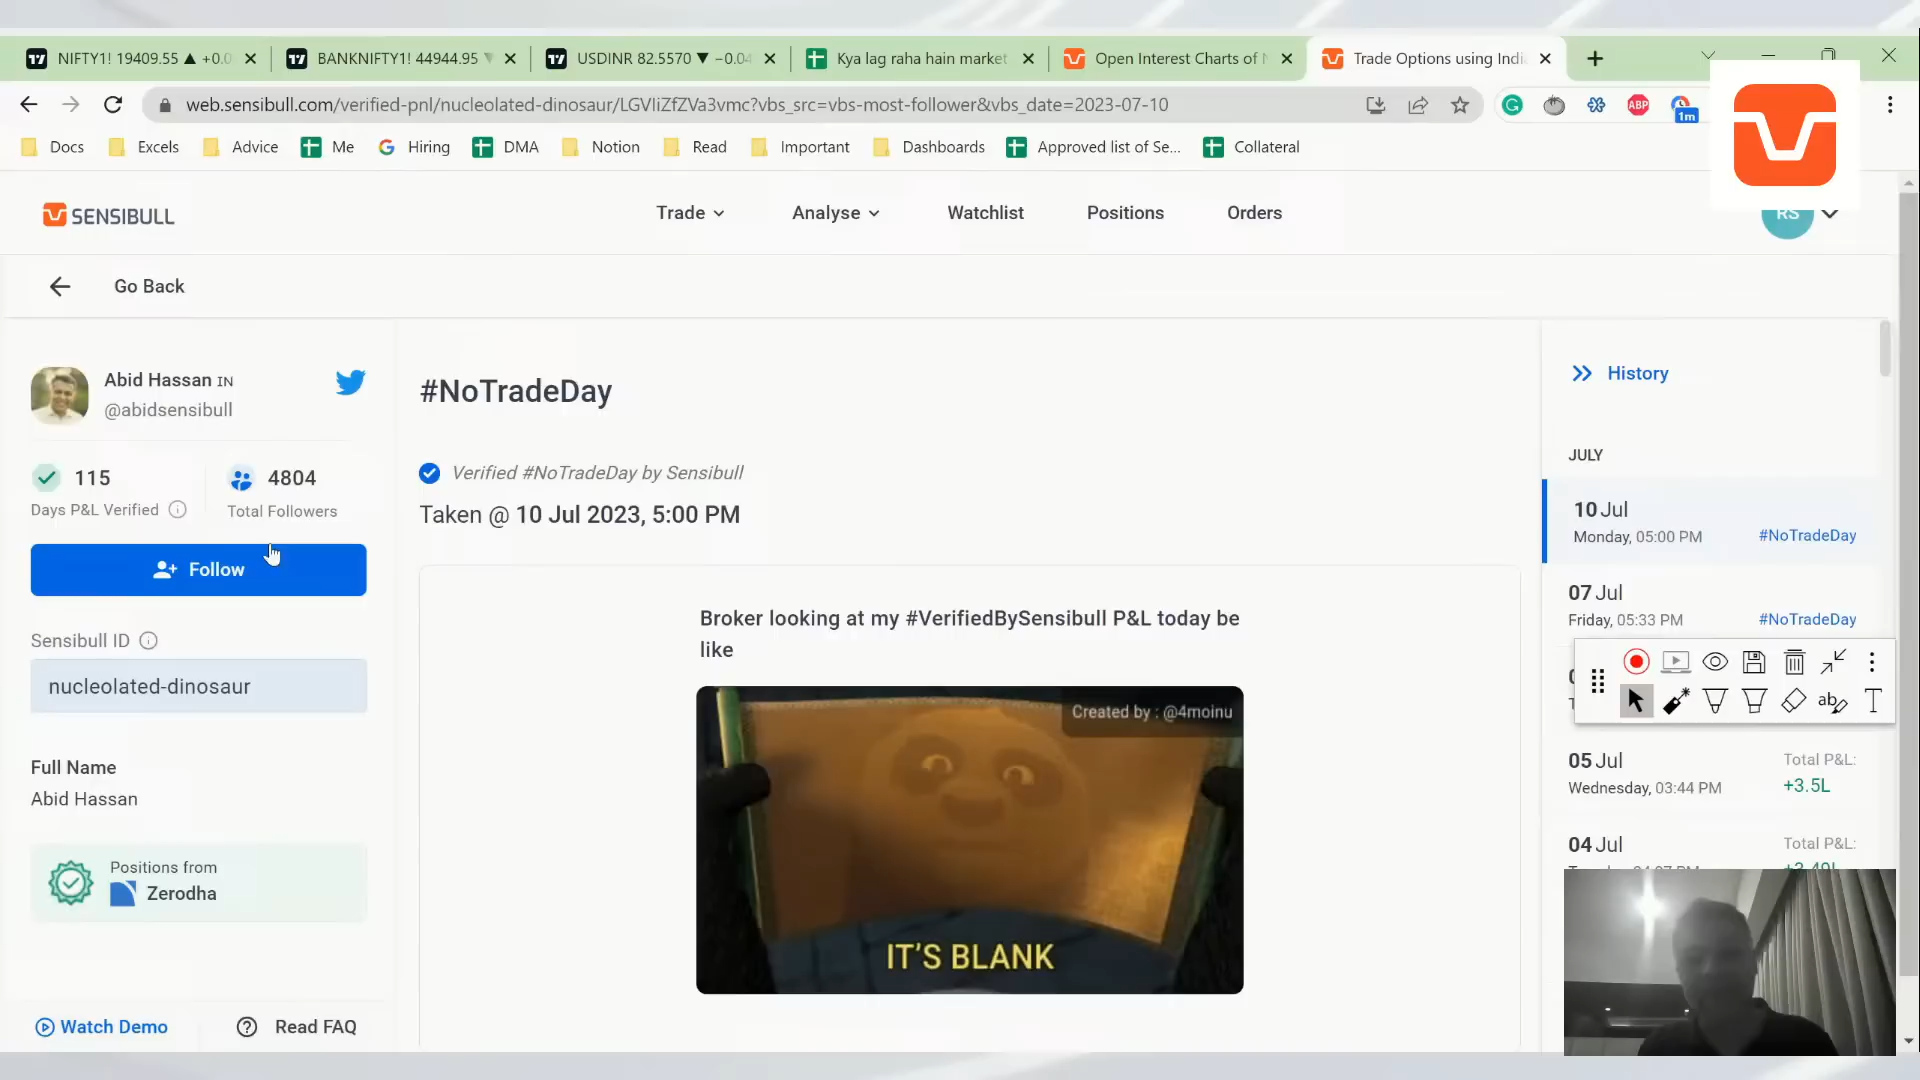 NIFTY1! 19409.55 ▲ +0.0
BANKNIFTY1! 44944.95 ▼
USDINR 82.5570 ▼ −0.04
Kya lag raha hain market
Open Interest Charts of N
Trade Options using Indi
web.sensibull.com/verified-pnl/nucleolated-dinosaur/LGVIiZfZVa3vmc?vbs_src=vbs-most-follower&vbs_date=2023-07-10
ABP
1m
Docs
Excels
Advice
Me
Hiring
DMA
Notion
Read
Important
Dashboards
Approved list of Se...
Collateral
SENSIBULL
Trade
Analyse
Watchlist
Positions
Orders
RS
Go Back
Abid Hassan IN
@abidsensibull
115
Days P&L Verified
4804
Total Followers
Follow
Sensibull ID
nucleolated-dinosaur
Full Name
Abid Hassan
Positions from
Zerodha
Watch Demo
Read FAQ
#NoTradeDay
Verified #NoTradeDay by Sensibull
Taken @ 10 Jul 2023, 5:00 PM
Broker looking at my #VerifiedBySensibull P&L today be
like
Created by : @4moinu
IT'S BLANK
History
JULY
10 Jul
Monday, 05:00 PM
#NoTradeDay
07 Jul
Friday, 05:33 PM
#NoTradeDay
ab
T
05 Jul
Total P&L:
Wednesday, 03:44 PM
+3.5L
04 Jul
Total P&L: